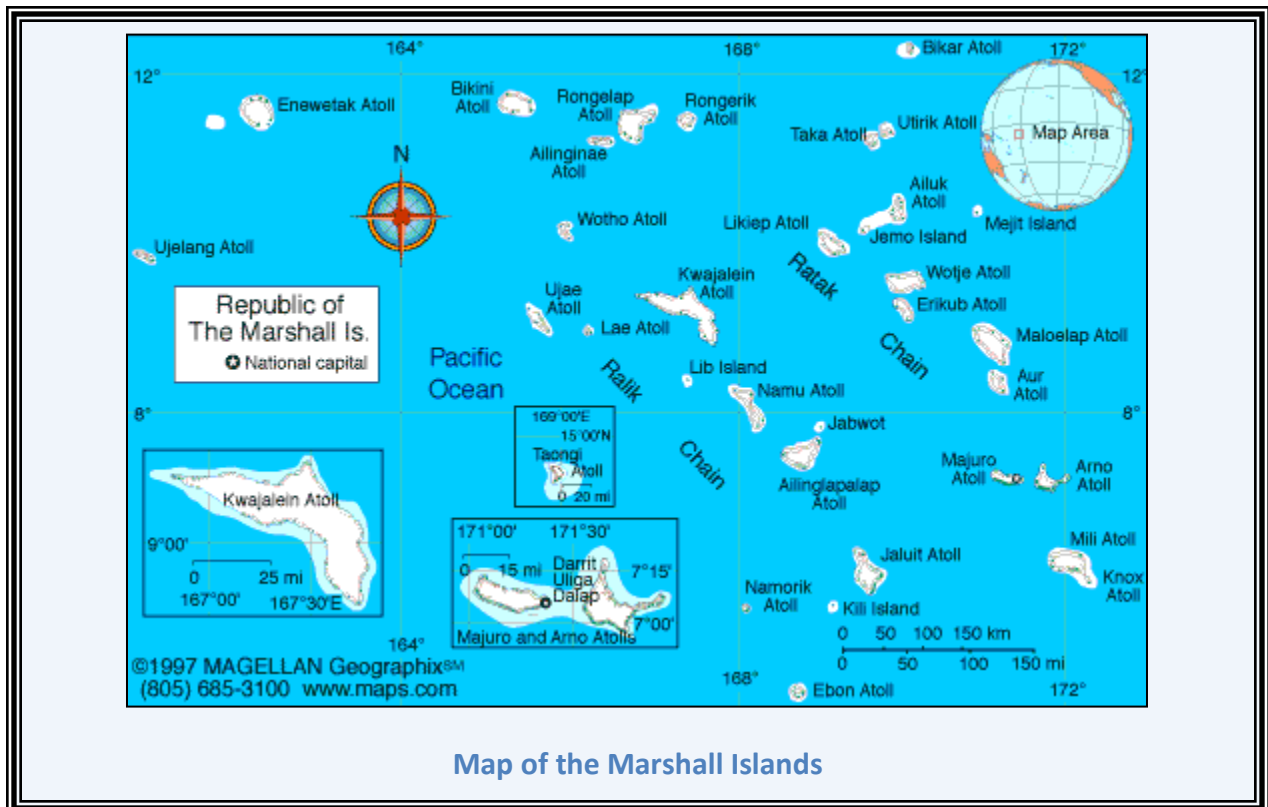 164°
168°
Bikar Atoll
172°
12°
12°
Enewetak Atoll
Bikini
Atoll
Rongelap
Atoll
Rongerik
Atoll
Taka Atoll
Utirik Atoll
Map Area
Ailinginae
Atoll
N
Ailuk
Atoll
Wotho Atoll
Likiep Atoll
Jemo Island
Mejit Island
Ujelang Atoll
Ratak
Chain
Wotje Atoll
Kwajalein
Atoll
Erikub Atoll
Republic of
The Marshall Is.
National capital
Ujae
Atoll
Lae Atoll
Maloelap Atoll
Pacific
Ocean
Ralik
Chain
Lib Island
Namu Atoll
Aur
Atoll
8°
8°
169°00'E
15°00'N
Taongi
Atoll
0 20 mi
Jabwot
Ailinglapalap
Atoll
Majuro
Atoll
Arno
Atoll
Kwajalein Atoll
9°00'
0 25 mi
167°00' 167°30'E
171°00' 171°30'
0 15 mi
Darrit
Uliga
Dalap
7°15'
7°00'
Majuro and Arno Atolls
Jaluit Atoll
Mili Atoll
Knox
Atoll
Namorik
Atoll
Kili Island
0 50 100 150 km
0 50 100 150 mi
164°
168°
172°
Ebon Atoll
©1997 MAGELLAN Geographix℠
(805) 685-3100 www.maps.com
Map of the Marshall Islands